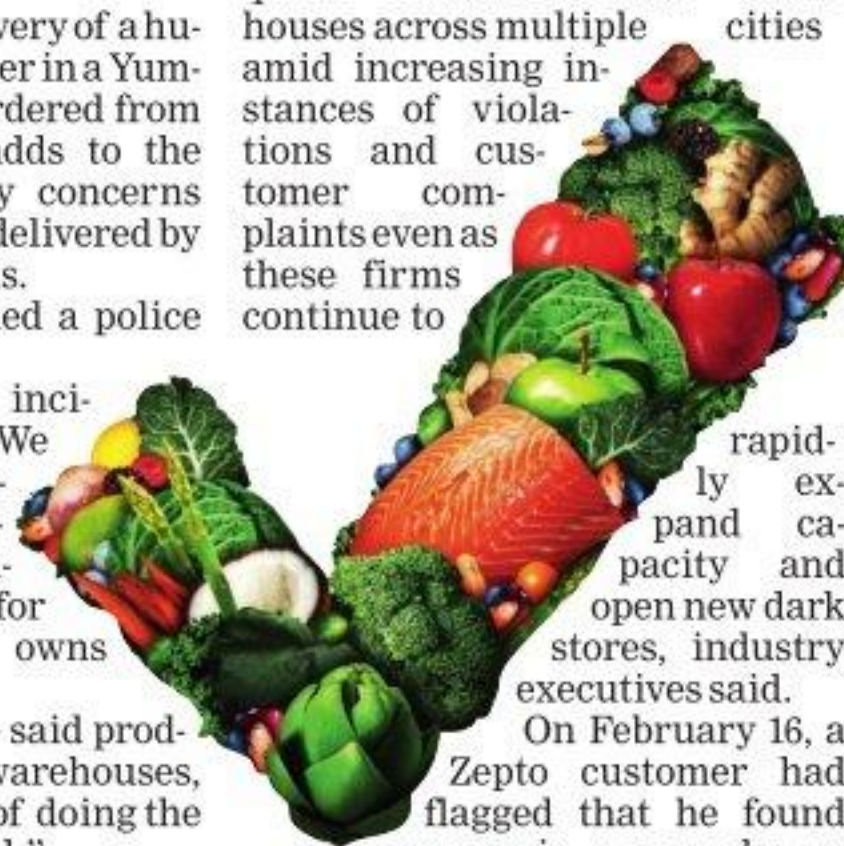 very of a hu-
er in a Yum-
rdered from
adds to the
y concerns
delivered by
s.
ed a police
inci-
We
for
owns
said prod-
warehouses,
of doing the
houses across multiple cities
amid increasing in-
stances of viola-
tions and cus-
tomer com-
plaints even as
these firms
continue to
rapid-
ly ex-
pand ca-
pacity and
open new dark
stores, industry
executives said.
On February 16, a
Zepto customer had
flagged that he found